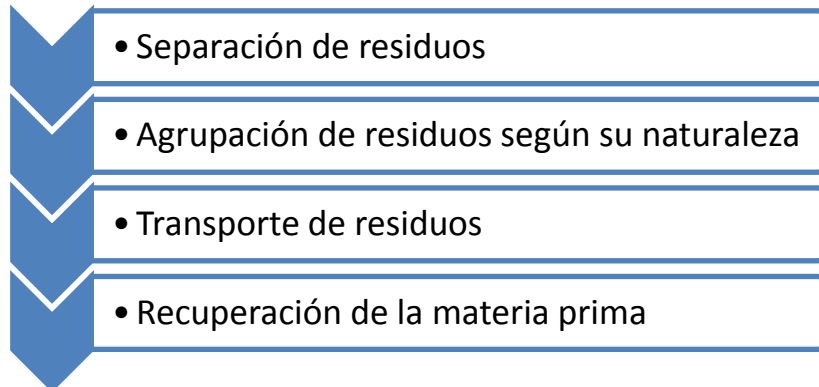 • Separación de residuos
• Agrupación de residuos según su naturaleza
• Transporte de residuos
• Recuperación de la materia prima